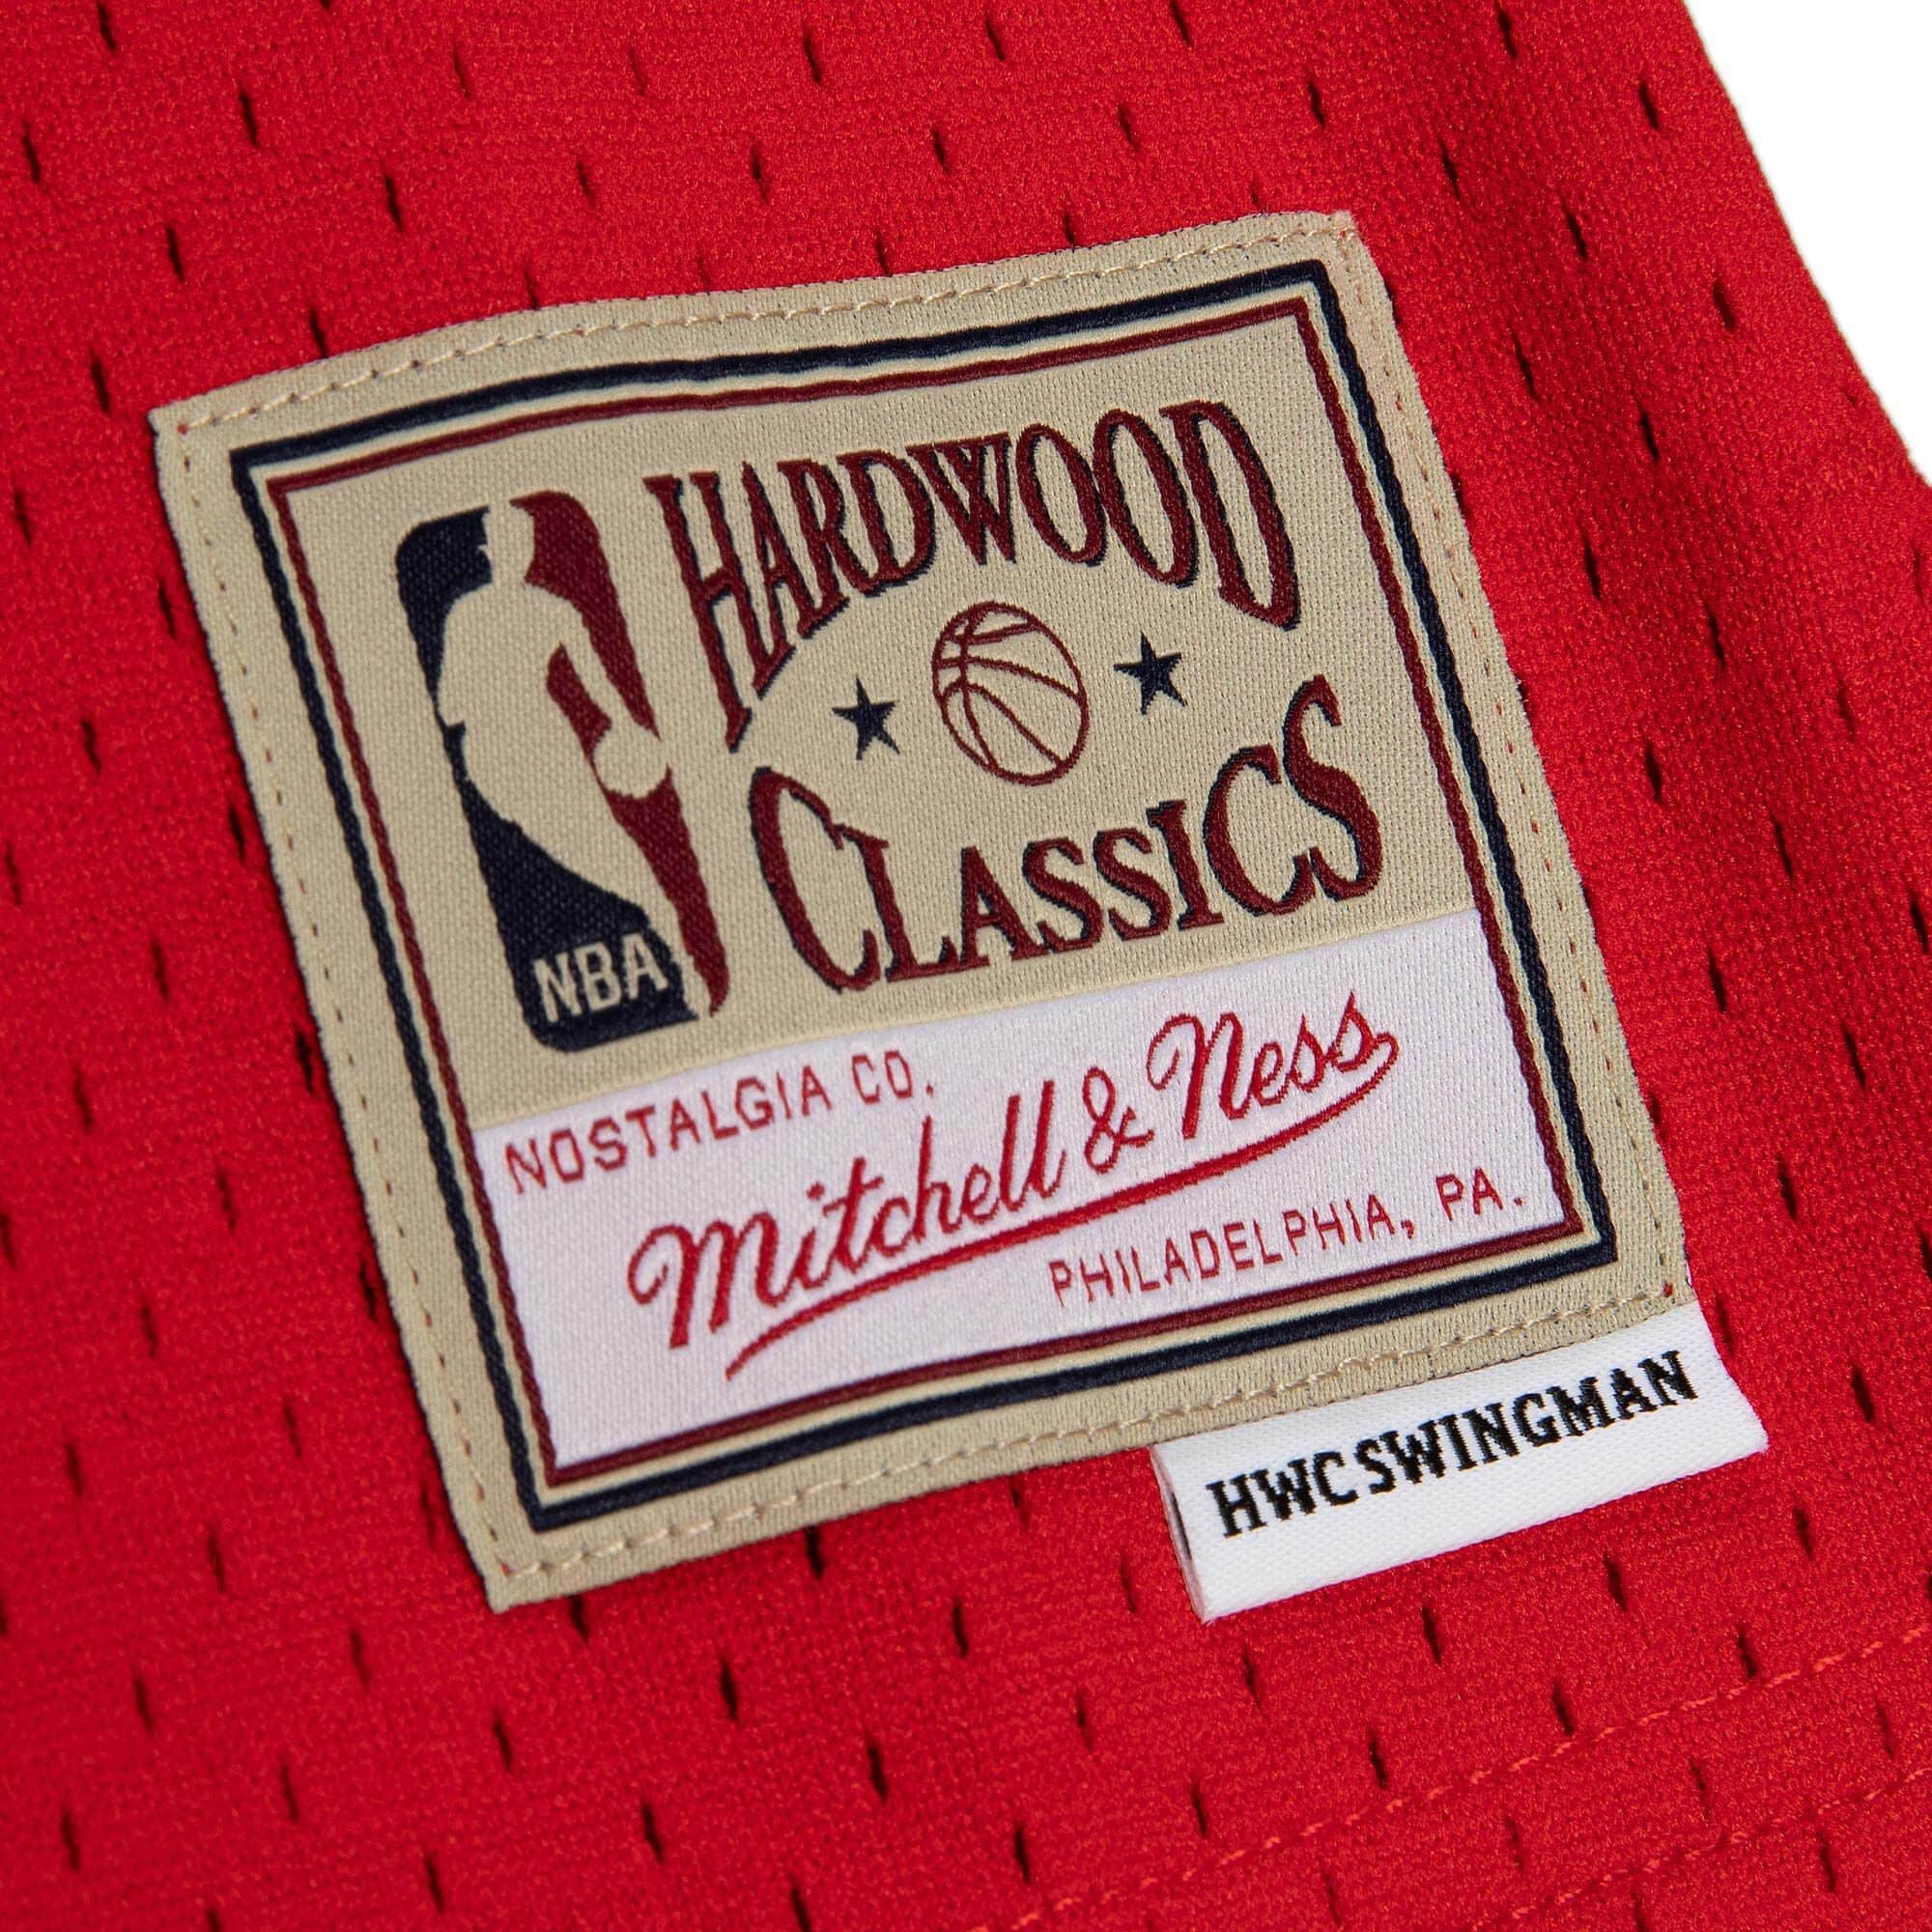 HARDWOOD
CLASSICS
NBA
NOSTALGIA CO.
Mitchell & Ness
PHILADELPHIA, PA.
HWCSWINGMAN